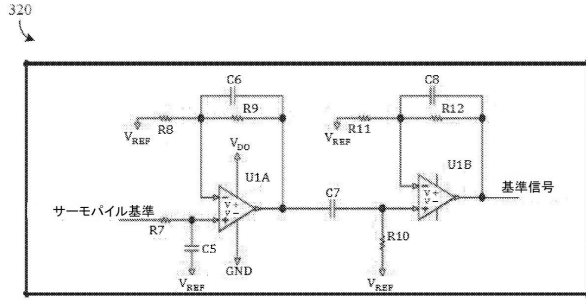 320
C6
C8
R8
R9
R11
R12
VREF
VREF
VDO
U1A
U1B
V-
V-
V-
V-
基準信号
C7
サーモパイル基準
R7
C5
R10
GND
VREF
VREF